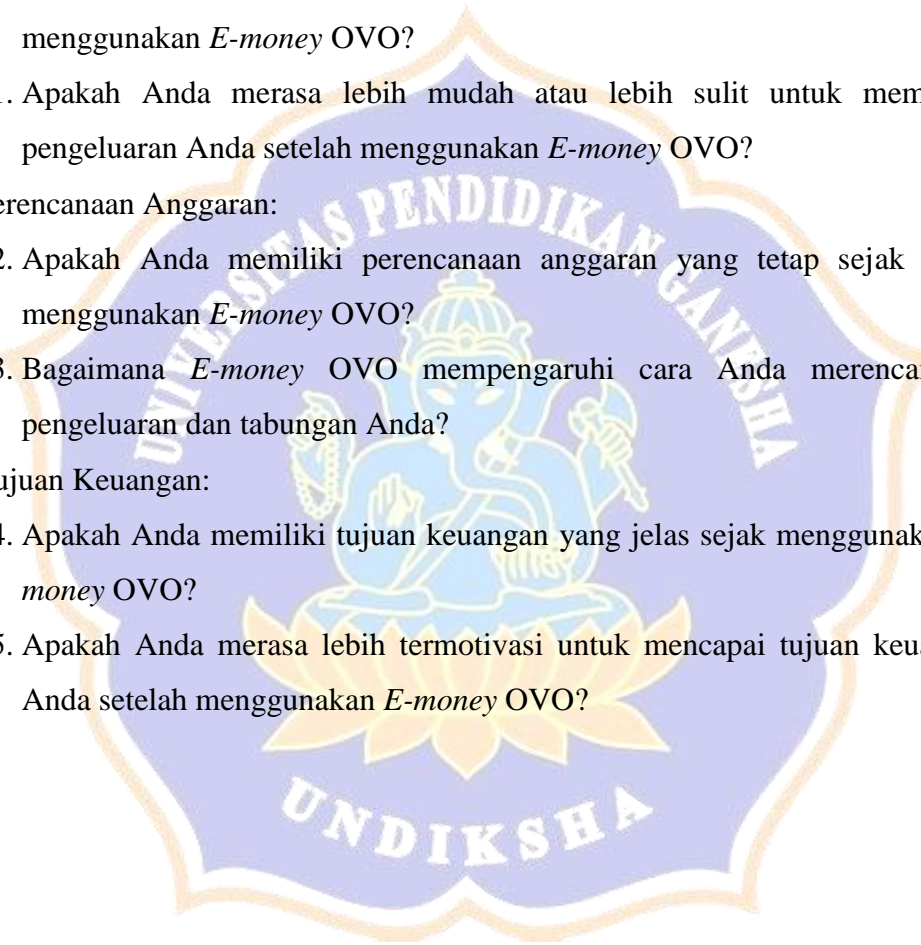 menggunakan E-money OVO?
. Apakah Anda merasa lebih mudah atau lebih sulit untuk mem
pengeluaran Anda setelah menggunakan E-money OVO?
erencanaan Anggaran:
2. Apakah Anda memiliki perencanaan anggaran yang tetap sejak
menggunakan E-money OVO?
3. Bagaimana E-money OVO mempengaruhi cara Anda merenca
pengeluaran dan tabungan Anda?
ujuan Keuangan:
4. Apakah Anda memiliki tujuan keuangan yang jelas sejak menggunak
money OVO?
5. Apakah Anda merasa lebih termotivasi untuk mencapai tujuan keu
Anda setelah menggunakan E-money OVO?
UNIVERSITAS PENDIDIKAN GANESHA
UNDIKSHA